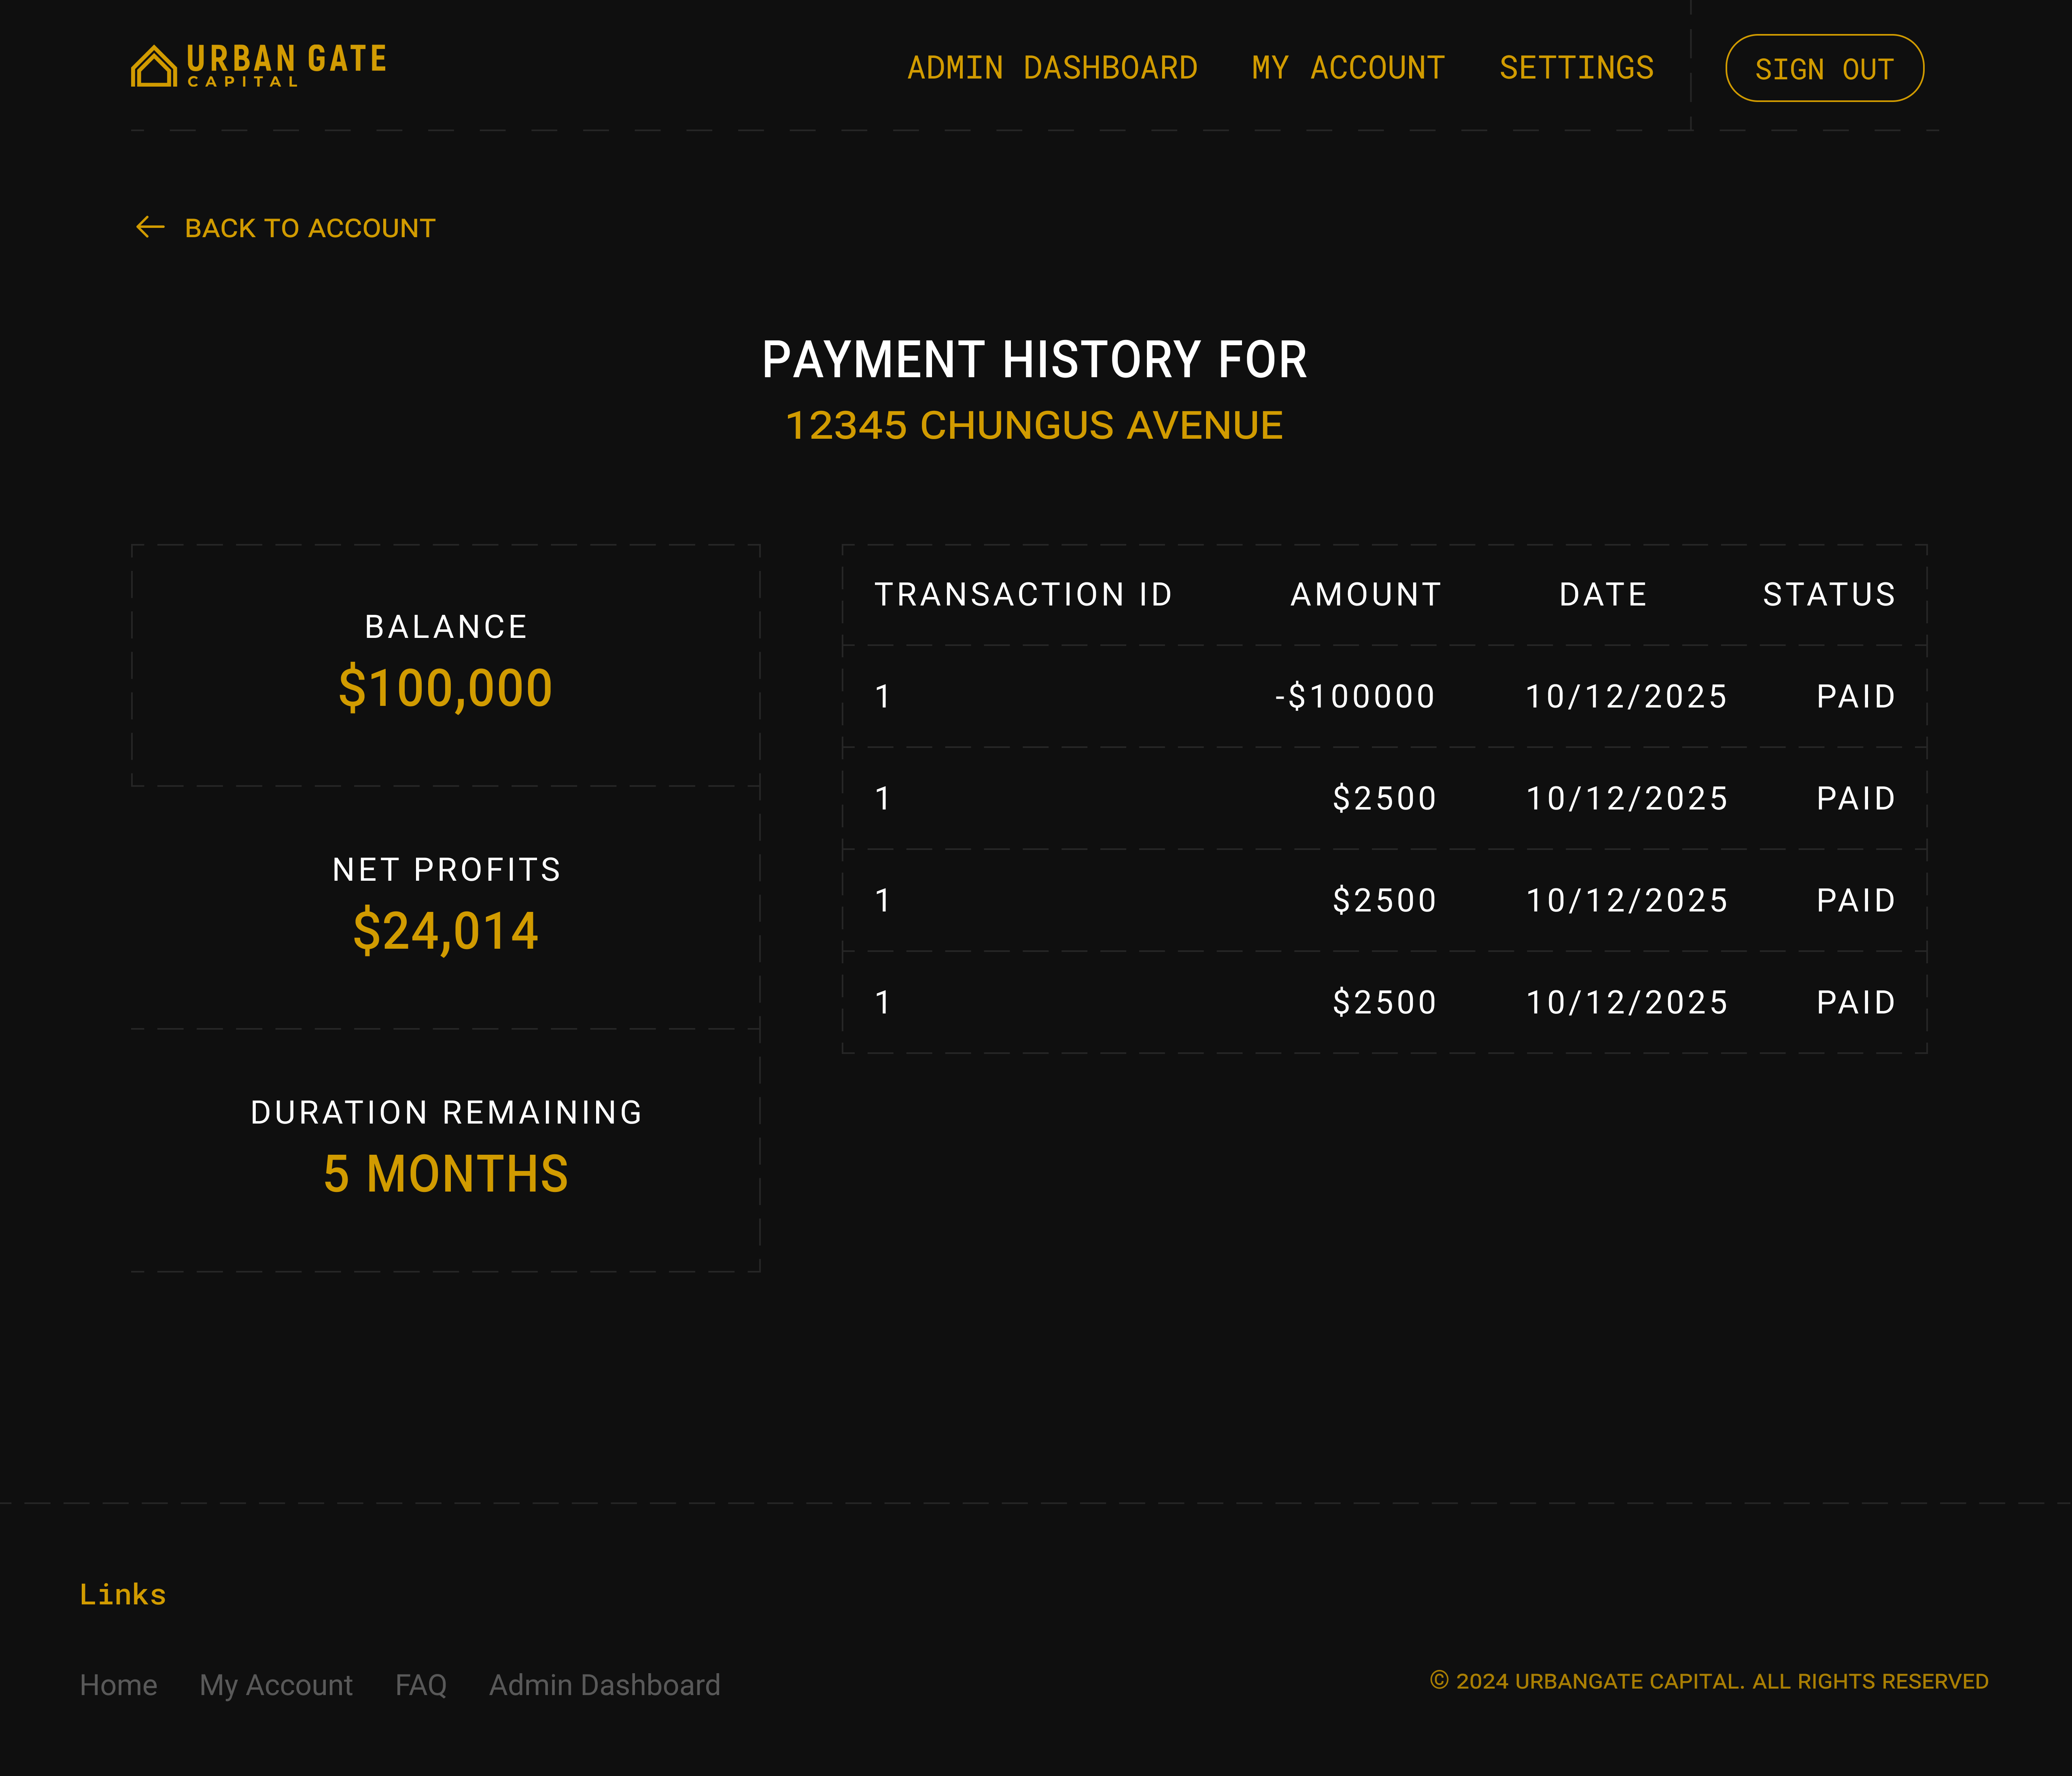 URBAN GATE
CAPITAL
ADMIN DASHBOARD MY ACCOUNT SETTINGS SIGN OUT
BACK TO ACCOUNT
PAYMENT HISTORY FOR
12345 CHUNGUS AVENUE
BALANCE
$100,000
NET PROFITS
$24,014
DURATION REMAINING
5 MONTHS
TRANSACTION ID AMOUNT DATE STATUS
1 -$100000 10/12/2025 PAID
1 $2500 10/12/2025 PAID
1 $2500 10/12/2025 PAID
1 $2500 10/12/2025 PAID
Links
Home My Account FAQ Admin Dashboard
© 2024 URBANGATE CAPITAL. ALL RIGHTS RESERVED